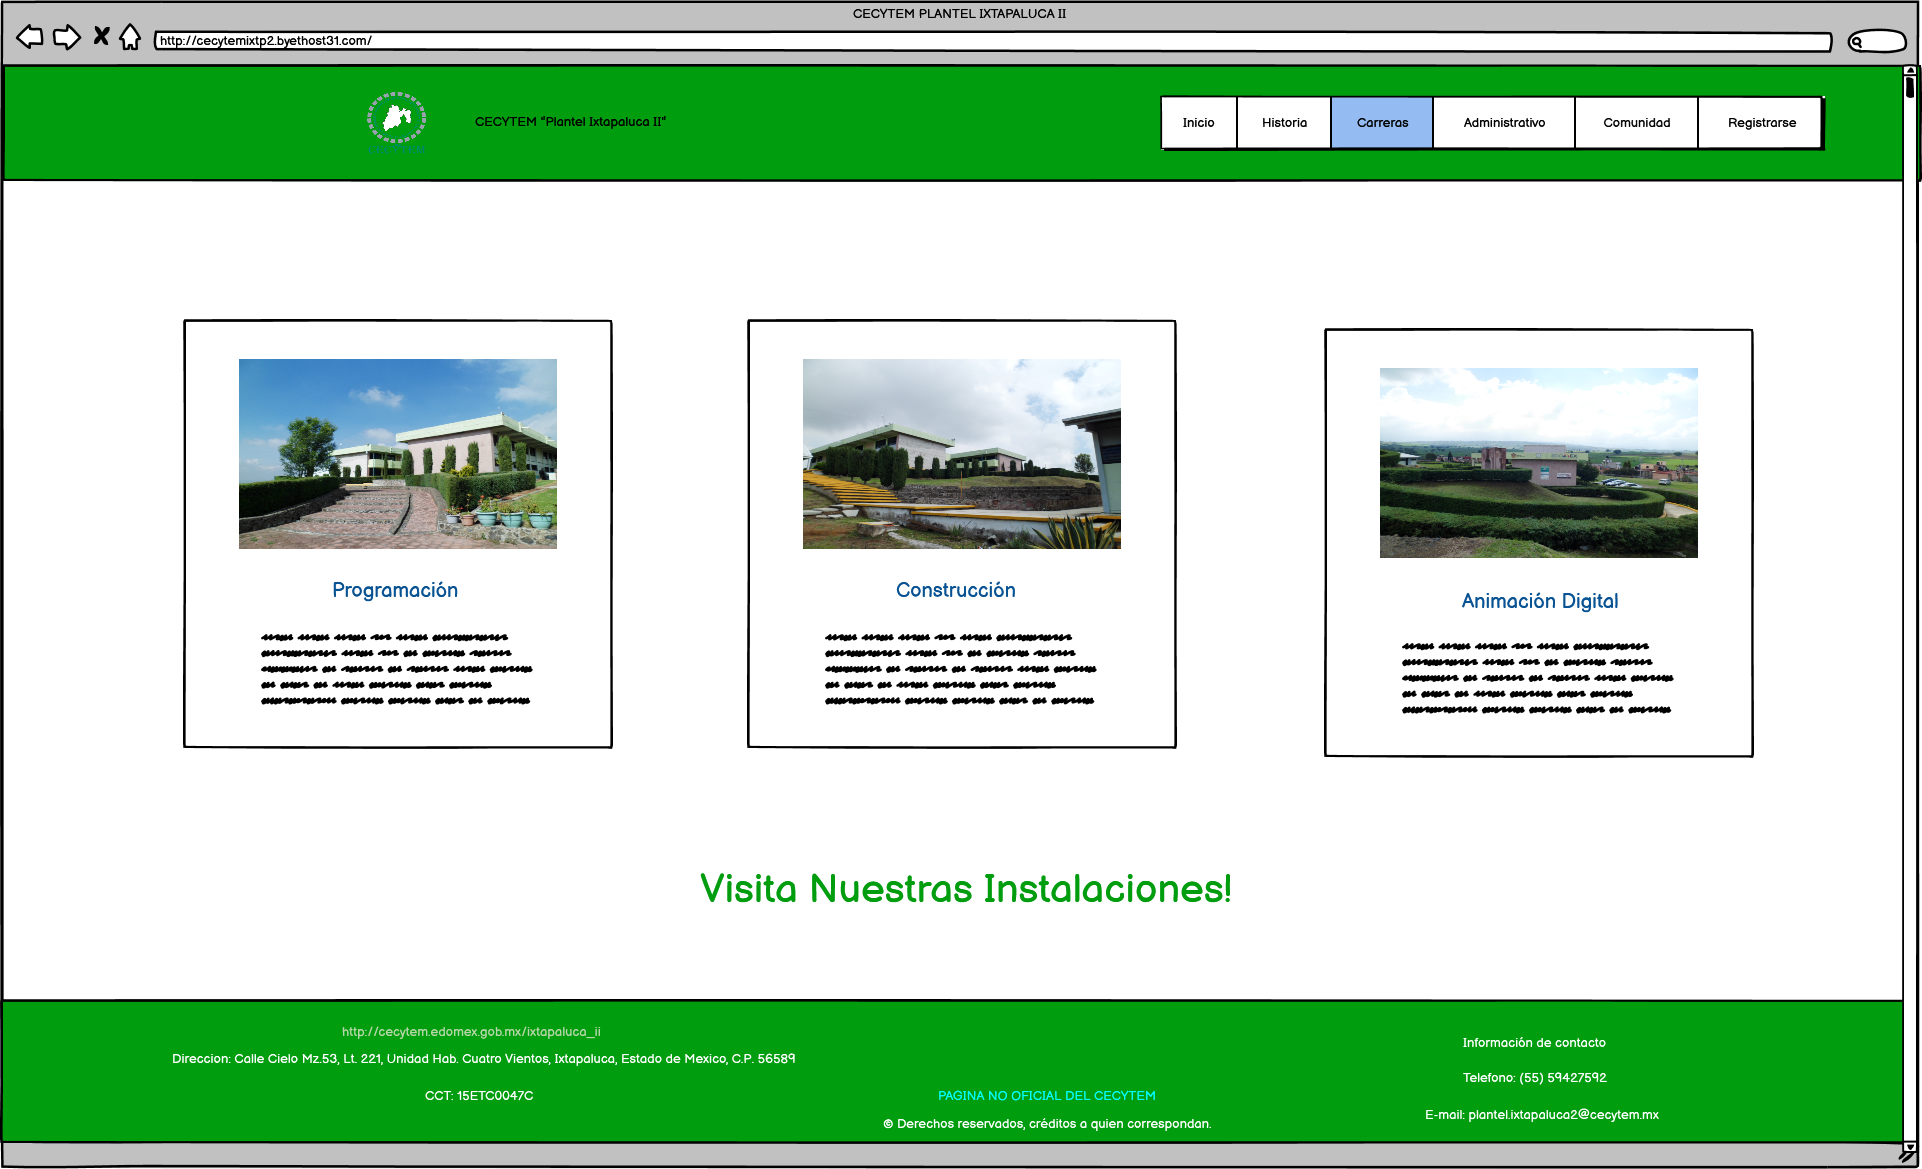 CECYTEM PLANTEL IXTAPALUCA II
http://cecytemixtp2.byethost31.com/
CECYTEM "Plantel Ixtapaluca II"
Inicio
Historia
Carreras
Administrativo
Comunidad
Registrarse
Programación
Construcción
Animación Digital
Visita Nuestras Instalaciones!
http://cecytem.edomex.gob.mx/ixtapaluca_ii
Direccion: Calle Cielo Mz.53, Lt. 221, Unidad Hab. Cuatro Vientos, Ixtapaluca, Estado de Mexico, C.P. 56589
CCT: 15ETC0047C
PAGINA NO OFICIAL DEL CECYTEM
© Derechos reservados, créditos a quien correspondan.
Información de contacto
Telefono: (55) 59427592
E-mail: plantel.ixtapaluca2@cecytem.mx